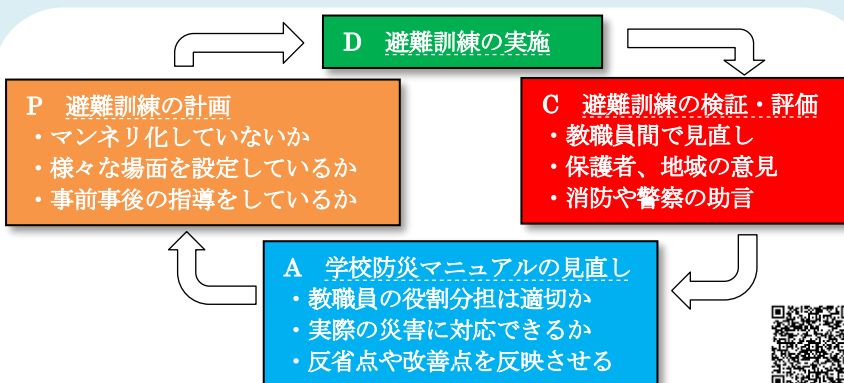 D　避難訓練の実施
P　避難訓練の計画
・マンネリ化していないか
・様々な場面を設定しているか
・事前事後の指導をしているか
C　避難訓練の検証・評価
・教職員間で見直し
・保護者、地域の意見
・消防や警察の助言
A　学校防災マニュアルの見直し
・教職員の役割分担は適切か
・実際の災害に対応できるか
・反省点や改善点を反映させる